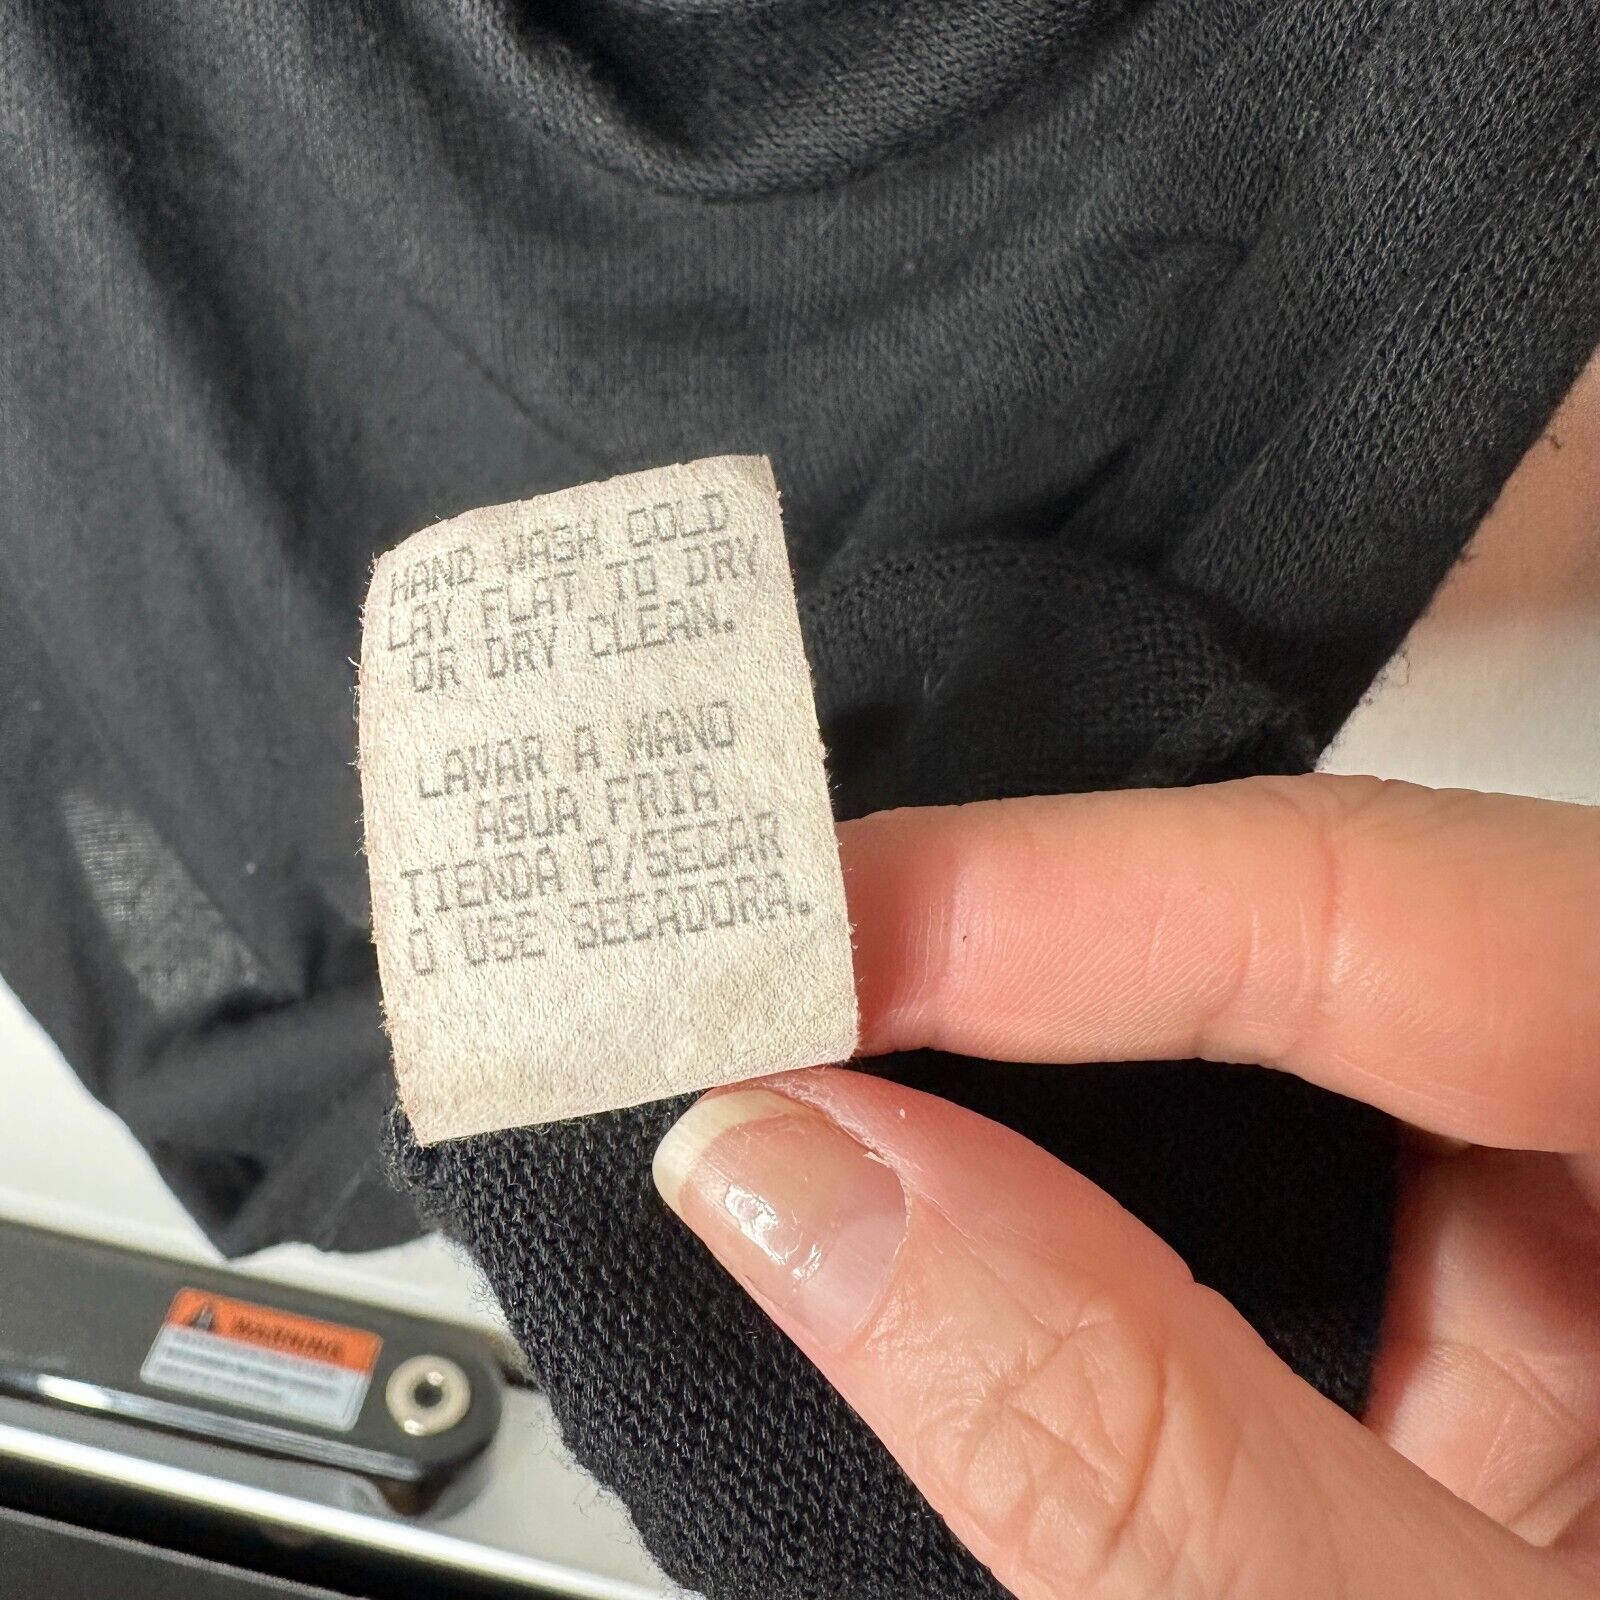 HAND WASH COLD
LAY FLAT TO DRY
OR DRY CLEAN.
LAVAR A MANO
AGUA FRIA
TIENDA P/SECAR
O USE SECADORA.
WARNING